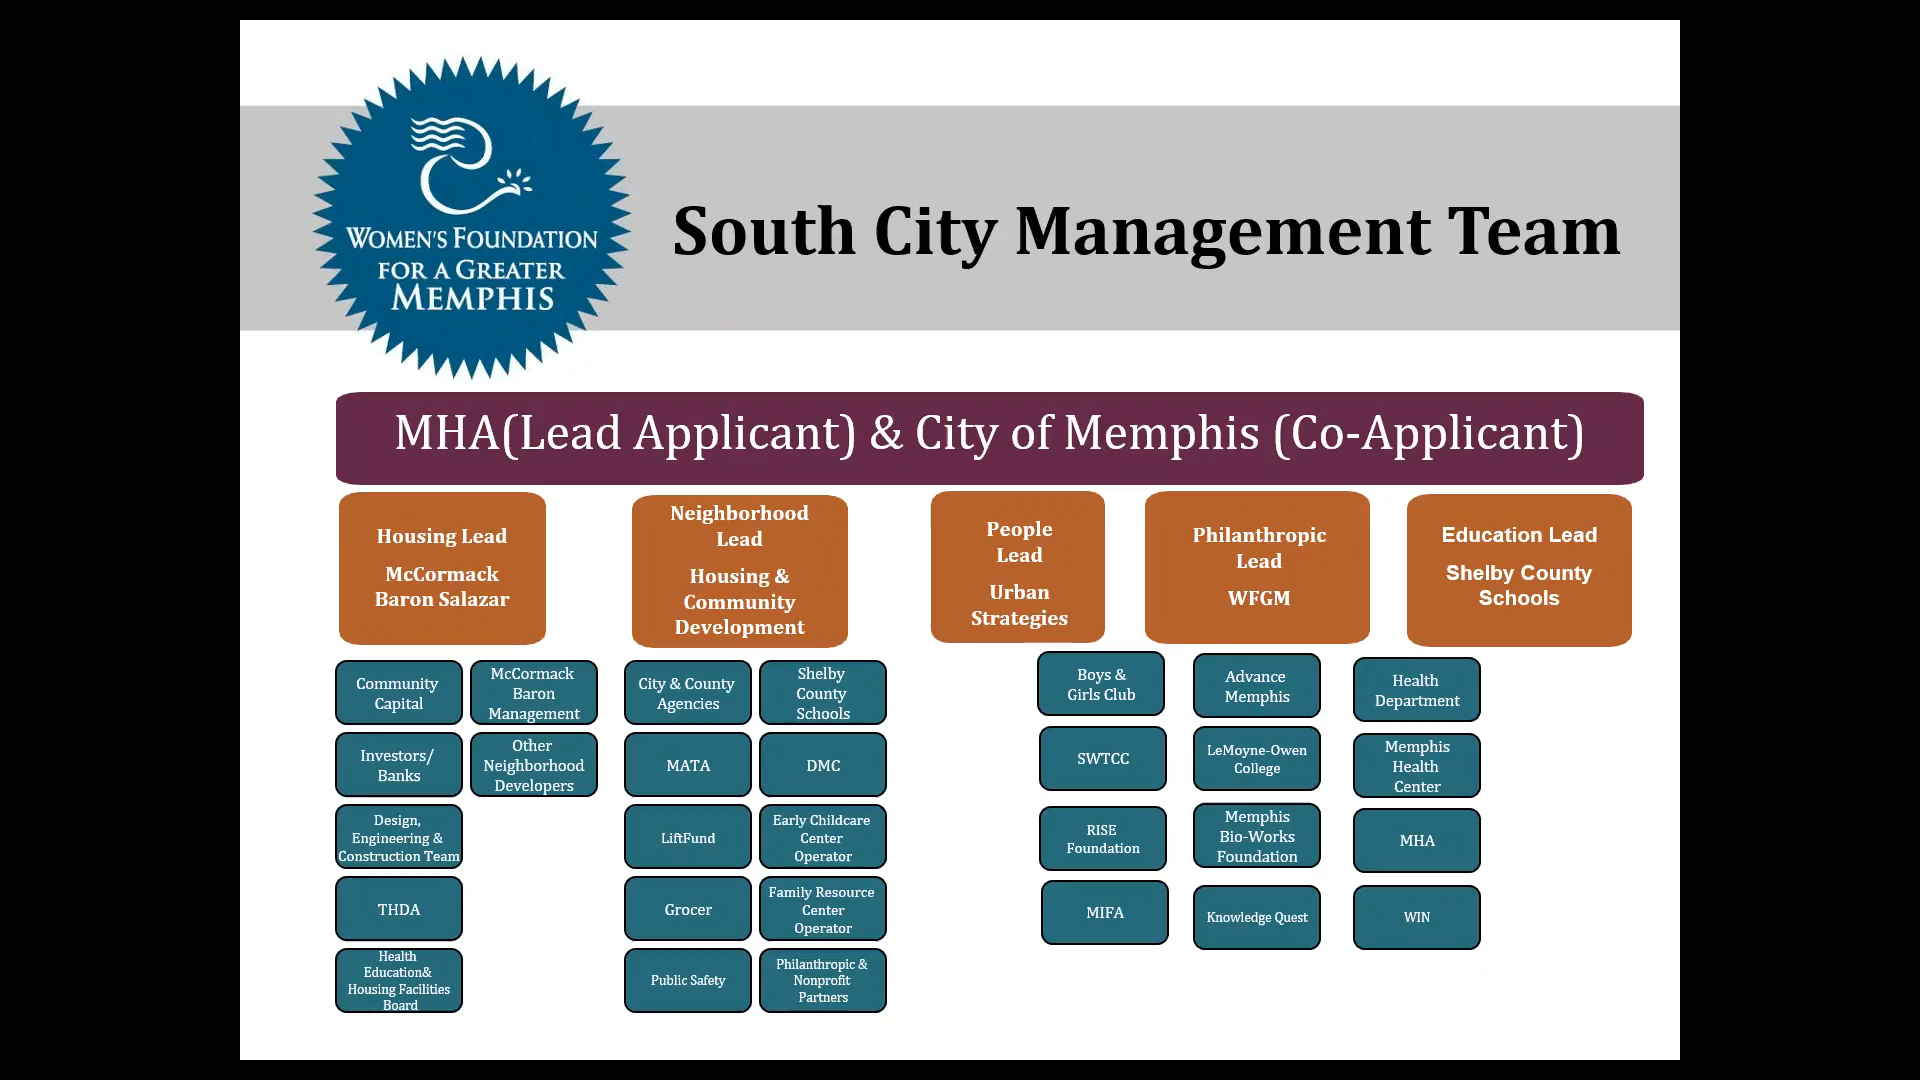 WOMEN'S FOUNDATION
FOR A GREATER
MEMPHIS
South City Management Team
MHA(Lead Applicant) & City of Memphis (Co-Applicant)
Housing Lead
McCormack
Baron Salazar
Neighborhood
Lead
Housing &
Community
Development
People
Lead
Urban
Strategies
Philanthropic
Lead
WFGM
Education Lead
Shelby County
Schools
Community
Capital
McCormack
Baron
Management
Investors/
Banks
Other
Neighborhood
Developers
Design,
Engineering &
Construction Team
THDA
Health
Education&
Housing Facilities
Board
City & County
Agencies
Shelby
County
Schools
MATA
DMC
LiftFund
Early Childcare
Center
Operator
Grocer
Family Resource
Center
Operator
Public Safety
Philanthropic &
Nonprofit
Partners
Boys &
Girls Club
Advance
Memphis
Health
Department
SWTCC
LeMoyne-Owen
College
Memphis
Health
Center
RISE
Foundation
Memphis
Bio-Works
Foundation
MHA
MIFA
Knowledge Quest
WIN